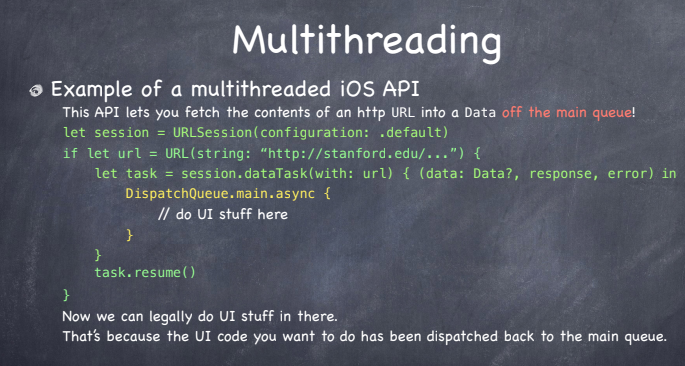 Multithreading
Example of a multithreaded iOS API
This API lets you fetch the contents of an http URL into a Data off the main queue!
let session = URLSession(configuration: .default)
if let url = URL(string: “http://stanford.edu/...”) {
let task = session.dataTask(with: url) { (data: Data?, response, error) in
DispatchQueue.main.async {
// do UI stuff here
}
}
task.resume()
}
Now we can legally do UI stuff in there.
That’s because the UI code you want to do has been dispatched back to the main queue.